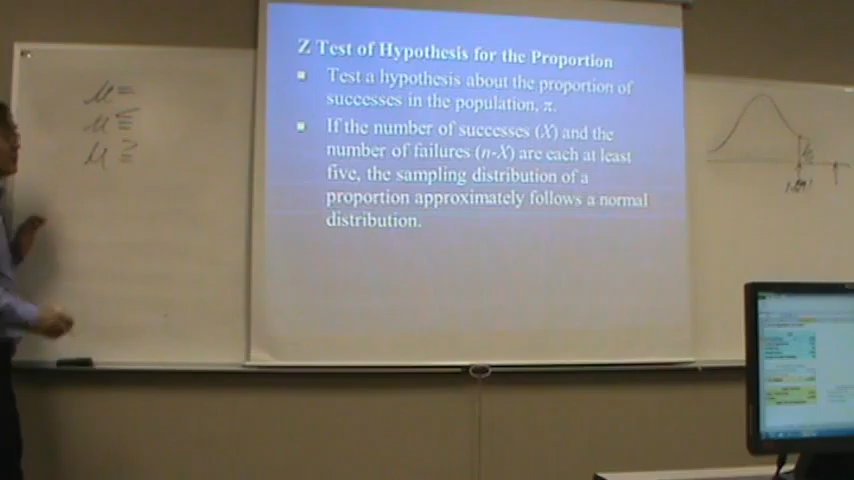 μ =
μ ≤
μ ≥
Z Test of Hypothesis for the Proportion
Test a hypothesis about the proportion of
successes in the population, π.
If the number of successes (X) and the
number of failures (n-X) are each at least
five, the sampling distribution of a
proportion approximately follows a normal
distribution.